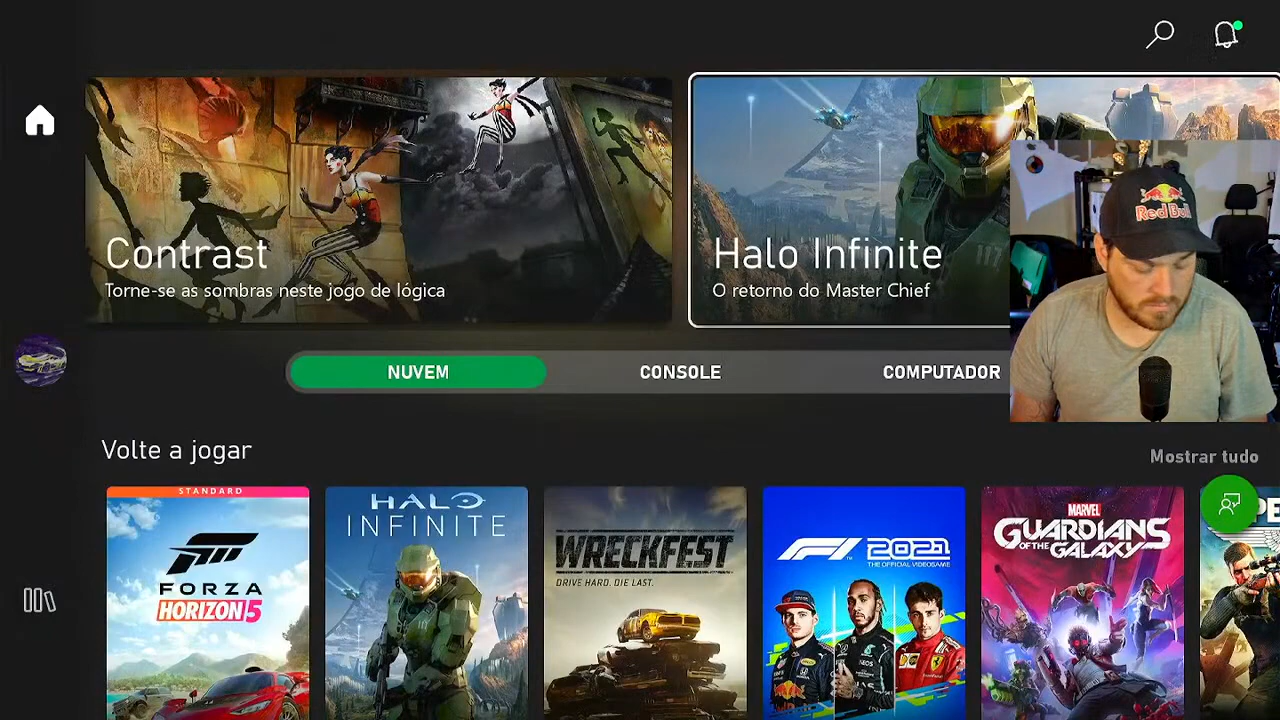 Contrast
Torne-se as sombras neste jogo de lógica
Halo Infinite
O retorno do Master Chief
117
Red Bull
NUVEM
CONSOLE
COMPUTADOR
Volte a jogar
Mostrar tudo
STANDARD
FORZA
HORIZON 5
HALO
INFINITE
WRECKFEST
DRIVE HARD. DIE LAST.
F1 2021
THE OFFICIAL VIDEOGAME
MARVEL
GUARDIANS
OF THE
GALAXY